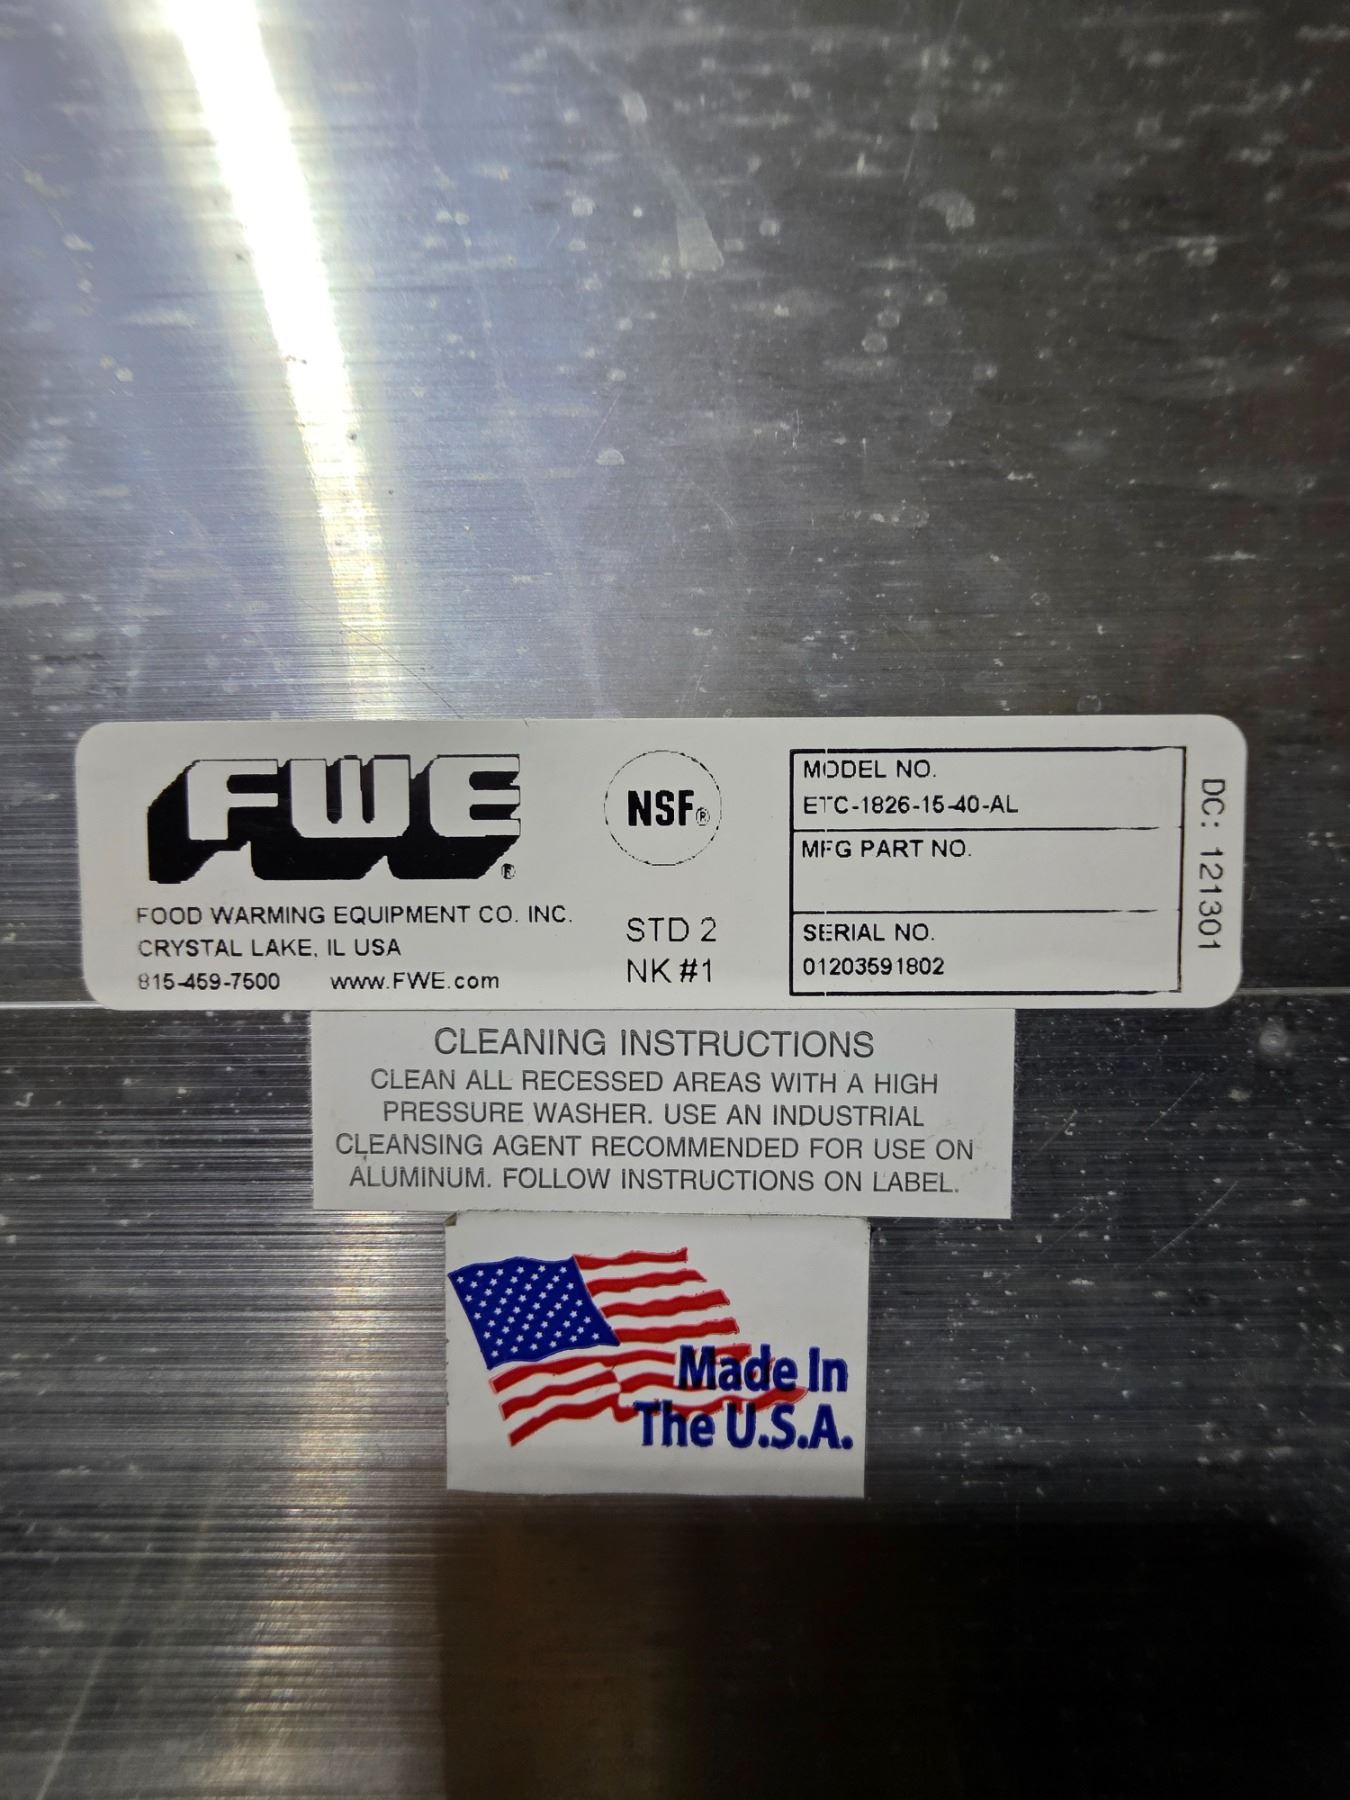 FWE®
FOOD WARMING EQUIPMENT CO. INC.
CRYSTAL LAKE, IL USA
815-459-7500 www.FWE.com
NSF®
STD 2
NK #1
MODEL NO.
ETC-1826-15-40-AL
MFG PART NO.
SERIAL NO.
01203591802
DC: 121301
CLEANING INSTRUCTIONS
CLEAN ALL RECESSED AREAS WITH A HIGH
PRESSURE WASHER. USE AN INDUSTRIAL
CLEANSING AGENT RECOMMENDED FOR USE ON
ALUMINUM. FOLLOW INSTRUCTIONS ON LABEL.
Made In
The U.S.A.